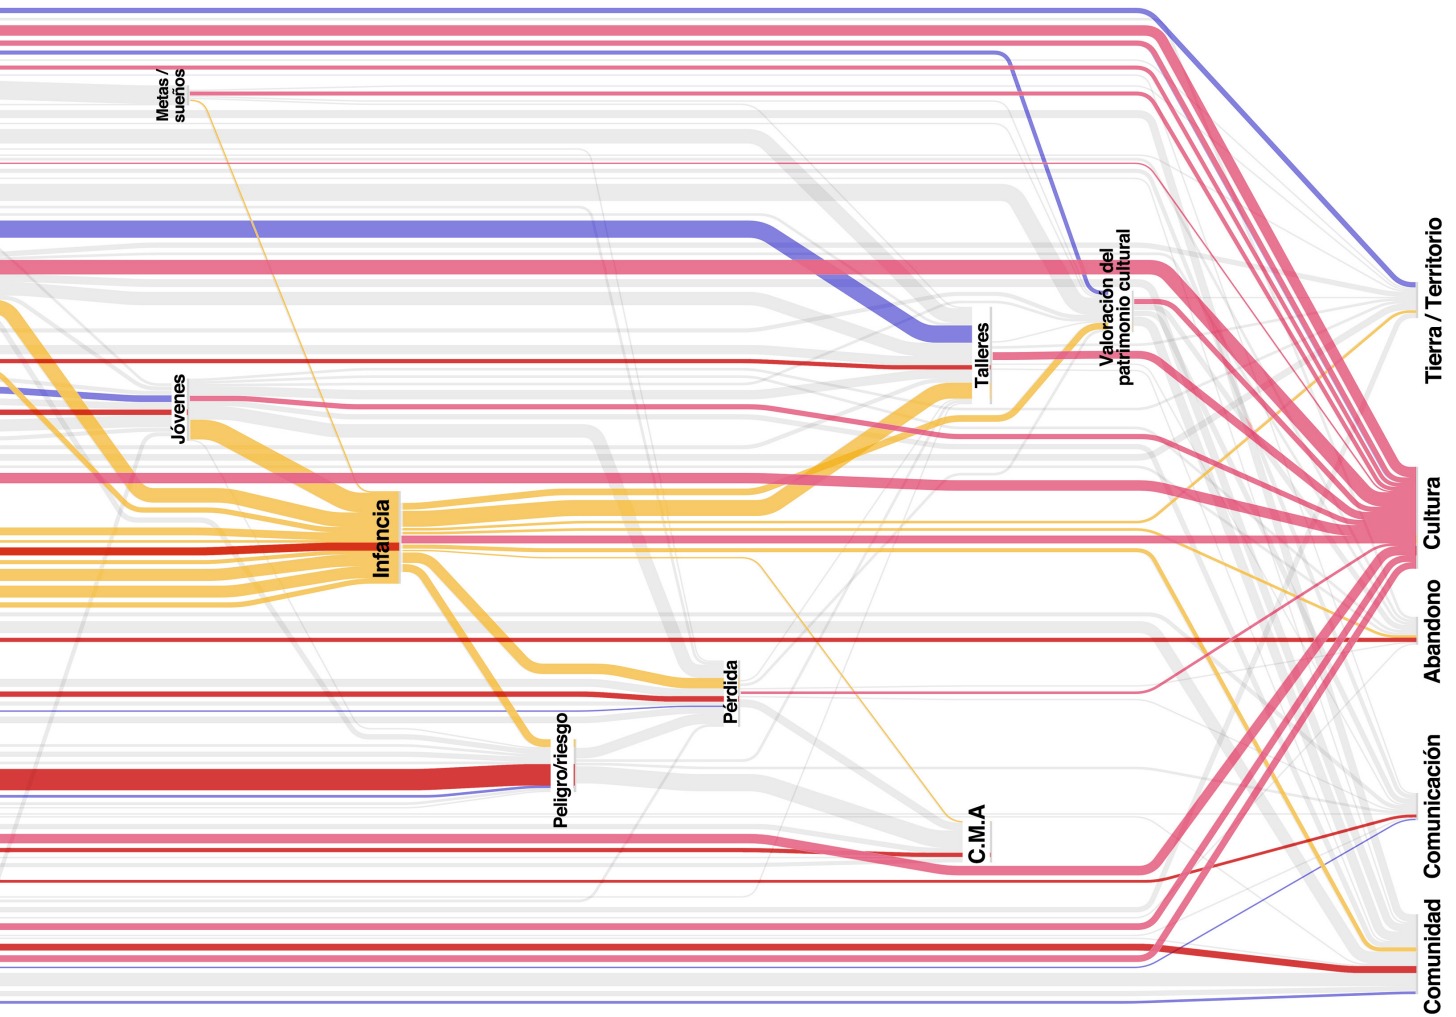 Metas /
sueños
Jóvenes
Infancia
Peligro/riesgo
Pérdida
Talleres
C.M.A
Valoración del
patrimonio cultural
Tierra / Territorio
Cultura
Abandono
Comunicación
Comunidad